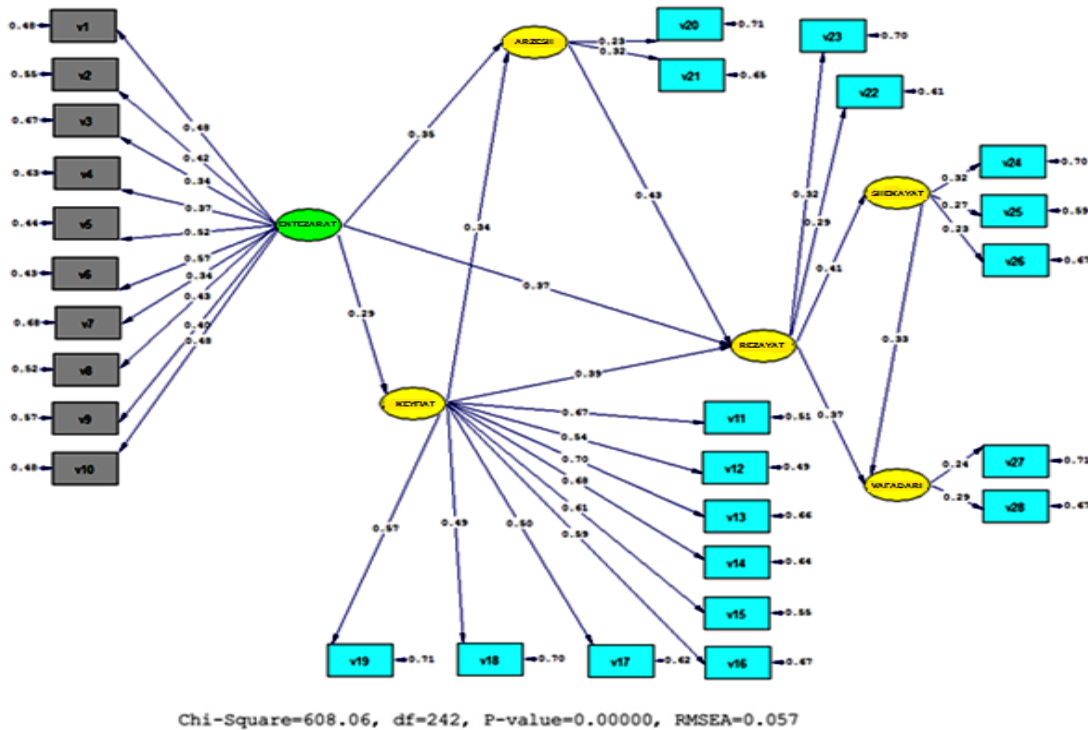 0.48 v1
0.55 v2
0.67 v3
0.63 v4
0.44 v5
0.43 v6
0.68 v7
0.52 v8
0.57 v9
0.48 v10
0.48
0.42
0.34
0.37
0.52
0.57
0.34
0.43
0.40
0.48
ENTEZARAT
0.35
0.37
0.29
ARZESH
0.23
0.32
v20 0.71
v21 0.65
0.43
0.34
KEYFIAT
0.39
0.67
0.54
0.70
0.68
0.61
0.59
0.50
0.49
0.57
v11 0.51
v12 0.49
v13 0.66
v14 0.64
v15 0.55
v16 0.67
v17 0.62
v18 0.70
v19 0.71
REZAYAT
0.32
0.29
v23 0.70
v22 0.61
0.41
0.37
SHEKAYAT
0.32
0.27
0.23
v24 0.70
v25 0.59
v26 0.67
0.33
VAFADARI
0.24
0.29
v27 0.71
v28 0.67
Chi-Square=608.06, df=242, P-value=0.00000, RMSEA=0.057